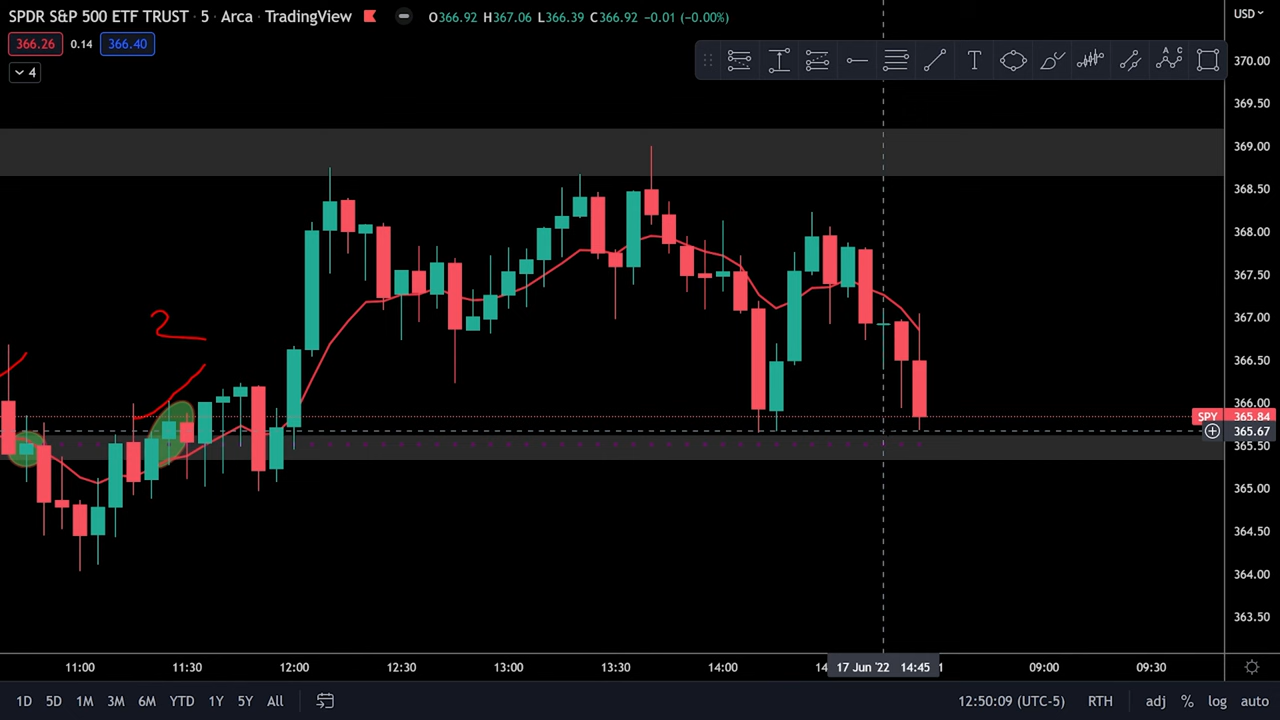 SPDR S&P 500 ETF TRUST · 5 · Arca · TradingView
O366.92 H367.06 L366.39 C366.92 −0.01 (−0.00%)
USD
366.26 0.14 366.40
4
T
A C
370.00
369.50
369.00
368.50
368.00
367.50
367.00
366.50
366.00
SPY 365.84
365.67
365.50
365.00
364.50
364.00
363.50
2
11:00 11:30 12:00 12:30 13:00 13:30 14:00 17 Jun '22 14:45 09:00 09:30
1D 5D 1M 3M 6M YTD 1Y 5Y All 12:50:09 (UTC-5) RTH adj % log auto